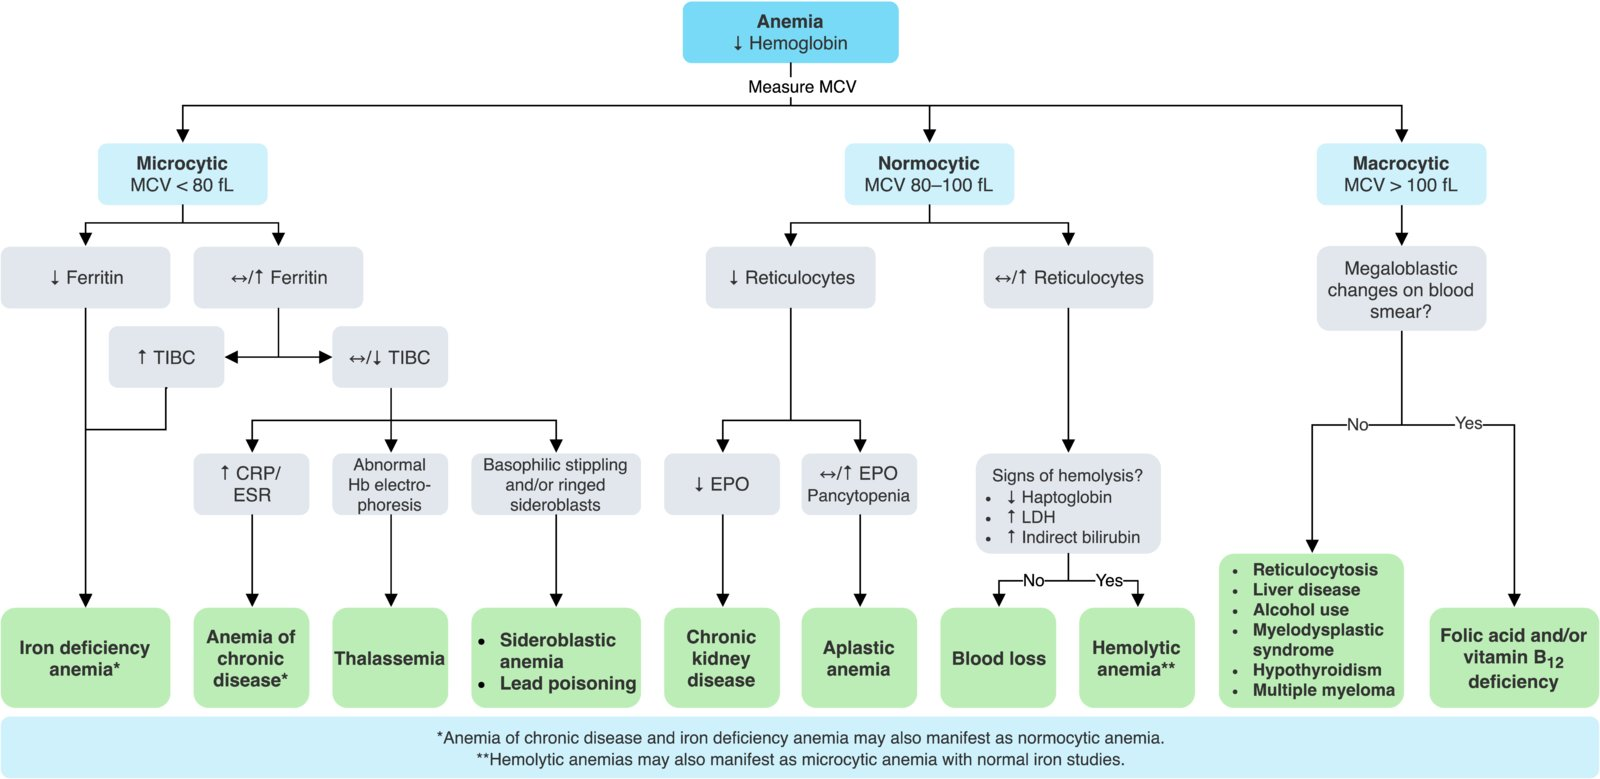 Anemia
↓ Hemoglobin
Measure MCV
Microcytic
MCV < 80 fL
Normocytic
MCV 80–100 fL
Macrocytic
MCV > 100 fL
↓ Ferritin
↔/↑ Ferritin
↓ Reticulocytes
↔/↑ Reticulocytes
Megaloblastic
changes on blood
smear?
↑ TIBC
↔/↓ TIBC
No
Yes
↑ CRP/
ESR
Abnormal
Hb electro-
phoresis
Basophilic stippling
and/or ringed
sideroblasts
↓ EPO
↔/↑ EPO
Pancytopenia
Signs of hemolysis?
• ↓ Haptoglobin
• ↑ LDH
• ↑ Indirect bilirubin
No
Yes
Iron deficiency
anemia*
Anemia of
chronic
disease*
Thalassemia
• Sideroblastic
anemia
• Lead poisoning
Chronic
kidney
disease
Aplastic
anemia
Blood loss
Hemolytic
anemia**
• Reticulocytosis
• Liver disease
• Alcohol use
• Myelodysplastic
syndrome
• Hypothyroidism
• Multiple myeloma
Folic acid and/or
vitamin B₁₂
deficiency
*Anemia of chronic disease and iron deficiency anemia may also manifest as normocytic anemia.
**Hemolytic anemias may also manifest as microcytic anemia with normal iron studies.